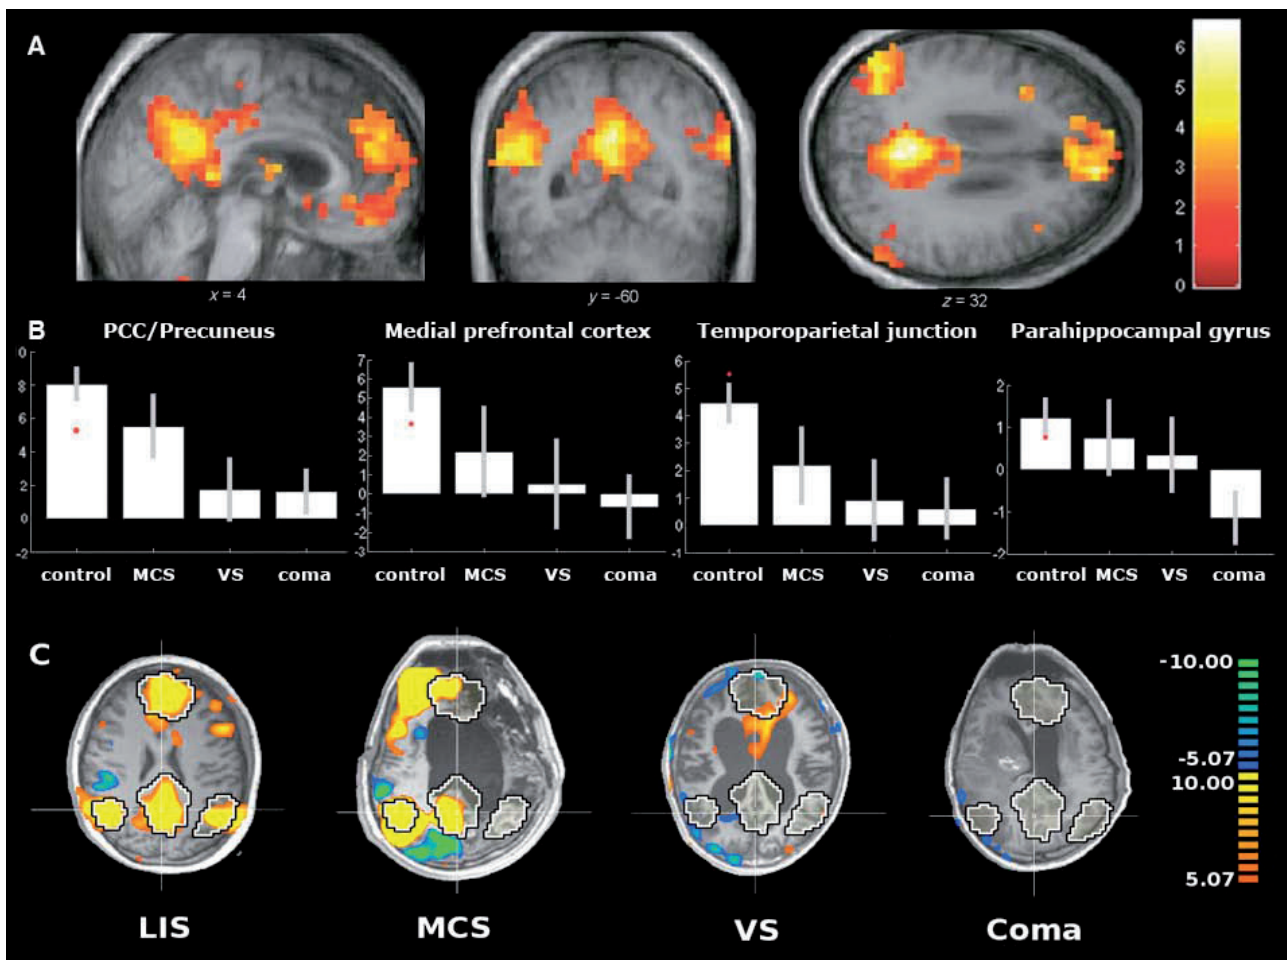 A
6
5
4
3
2
1
0
x = 4
y = -60
z = 32
B
PCC/Precuneus
Medial prefrontal cortex
Temporoparietal junction
Parahippocampal gyrus
0
8
6
4
2
0
-2
7
6
5
4
3
2
1
0
-1
-2
-3
6
5
4
3
2
1
0
-1
2
1
0
-1
-2
control MCS VS coma
control MCS VS coma
control MCS VS coma
control MCS VS coma
C
-10.00
-5.07
10.00
5.07
LIS
MCS
VS
Coma